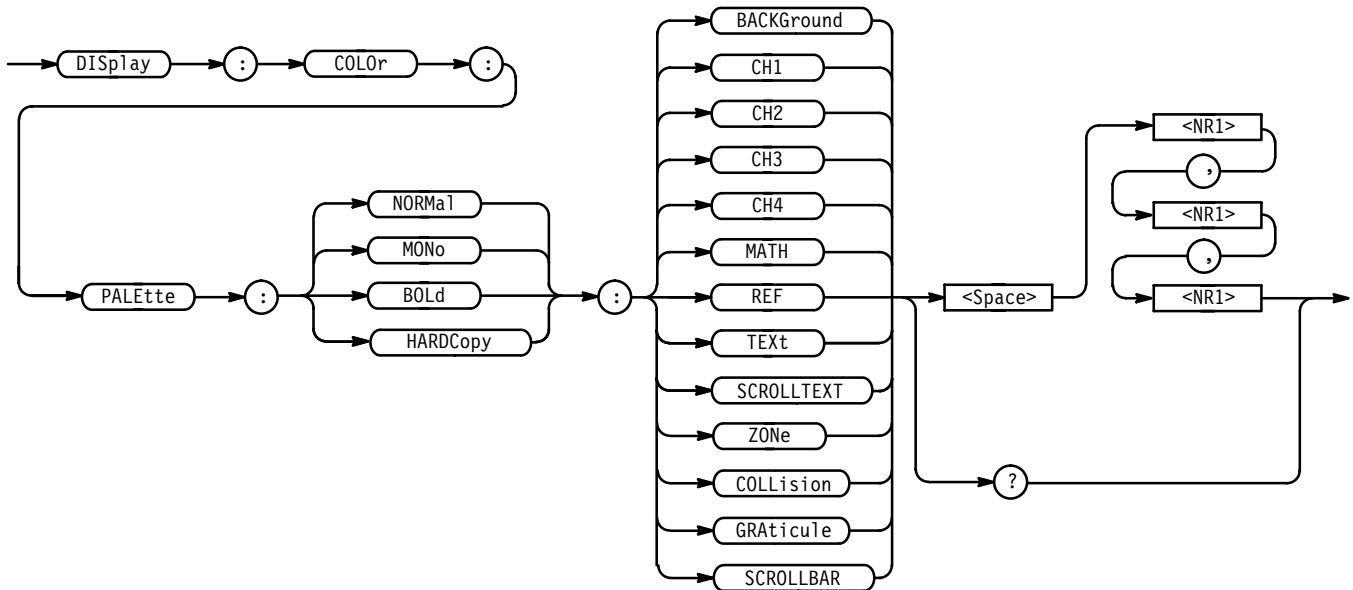 DISplay : COLOr :
PALEtte :
NORMal
MONo
BOLd
HARDCopy
:
BACKGround
CH1
CH2
CH3
CH4
MATH
REF
TEXt
SCROLLTEXT
ZONe
COLLision
GRAticule
SCROLLBAR
<Space>
<NR1>
,
<NR1>
,
<NR1>
?